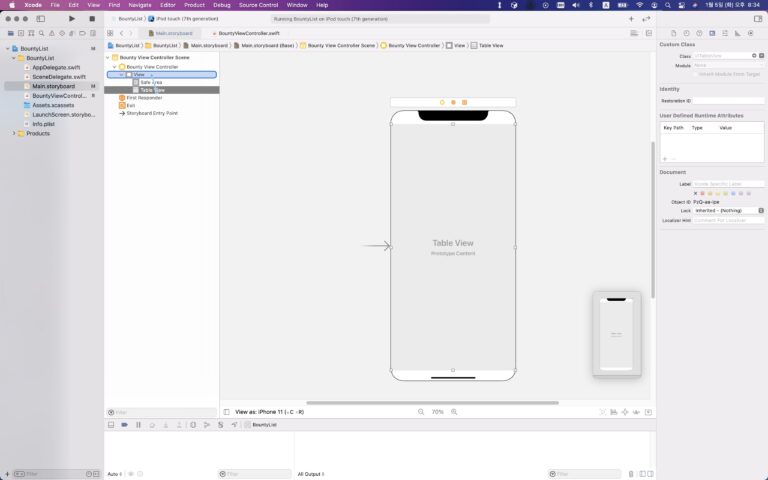 Xcode File Edit View Find Navigate Editor Product Debug Source Control Window Help
1월 5일 (화) 오후 8:34
BountyList iPod touch (7th generation)
Running BountyList on iPod touch (7th generation)
Main.storyboard BountyViewController.swift
BountyList BountyList Main.storyboard Main.storyboard (Base) Bounty View Controller Scene Bounty View Controller View Table View
BountyList M
BountyList
AppDelegate.swift
SceneDelegate.swift
Main.storyboard M
BountyViewControl... R
Assets.xcassets
LaunchScreen.storybo...
Info.plist
Products
Bounty View Controller Scene
Bounty View Controller
View
Safe Area
Table View
First Responder
Exit
Storyboard Entry Point
Table View
Prototype Content
Custom Class
Class UITableView
Module None
Inherit Module From Target
Identity
Restoration ID
User Defined Runtime Attributes
Key Path Type Value
Document
Label Xcode Specific Label
Object ID PzQ-aa-ipe
Lock Inherited - (Nothing)
Localizer Hint Comment For Localizer
Filter
View as: iPhone 11 (
70%
BountyList
Filter
Auto
Filter
All Output
Filter